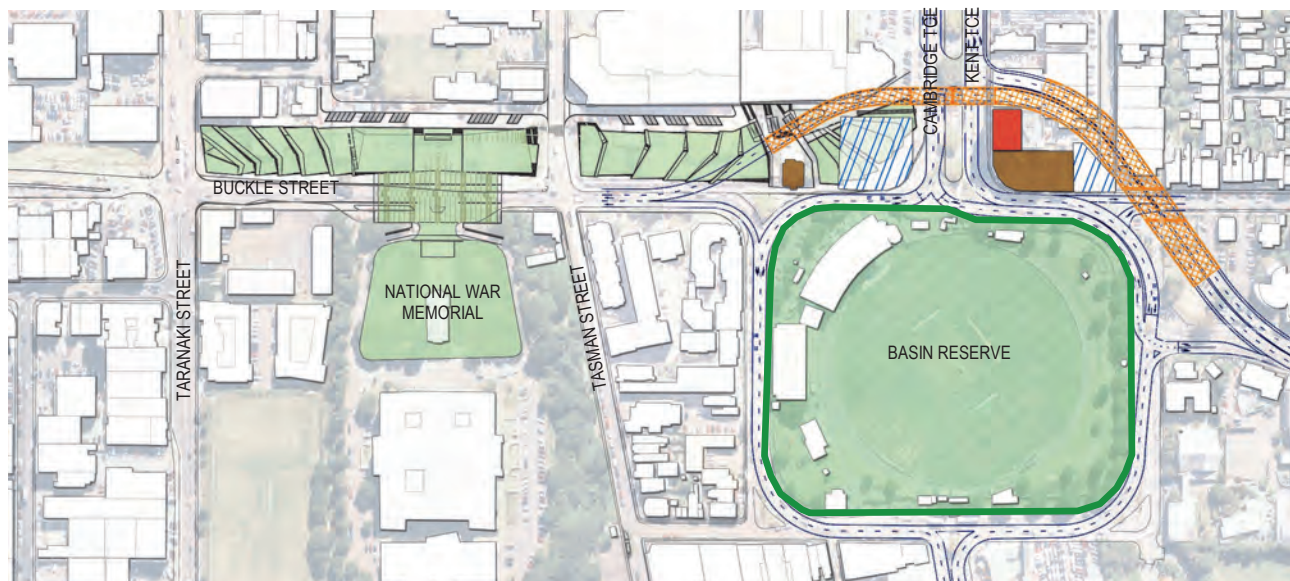 CAMBRIDGE TCE
KENT TCE
BUCKLE STREET
NATIONAL WAR
MEMORIAL
TARANAKI STREET
TASMAN STREET
BASIN RESERVE